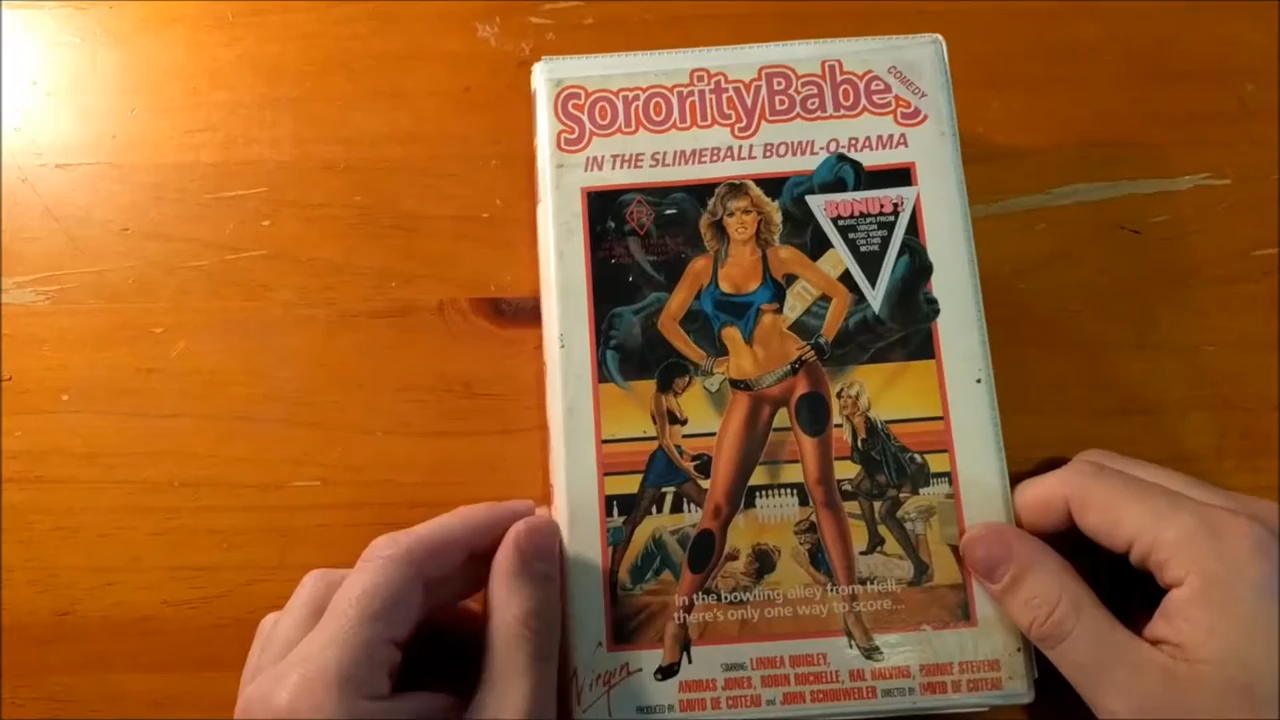 SororityBabes
COMEDY
IN THE SLIMEBALL BOWL-O-RAMA
R
BONUS!
MUSIC CLIPS FROM
VIRGIN
MUSIC VIDEO
ON THIS
MOVIE
In the bowling alley from Hell,
there's only one way to score...
Virgin
STARRING LINNEA QUIGLEY,
ANDRAS JONES, ROBIN ROCHELLE, HAL HALVINS, BRINKE STEVENS
PRODUCED BY: DAVID DE COTEAU and JOHN SCHOUWEILER DIRECTED BY: DAVID DE COTEAU